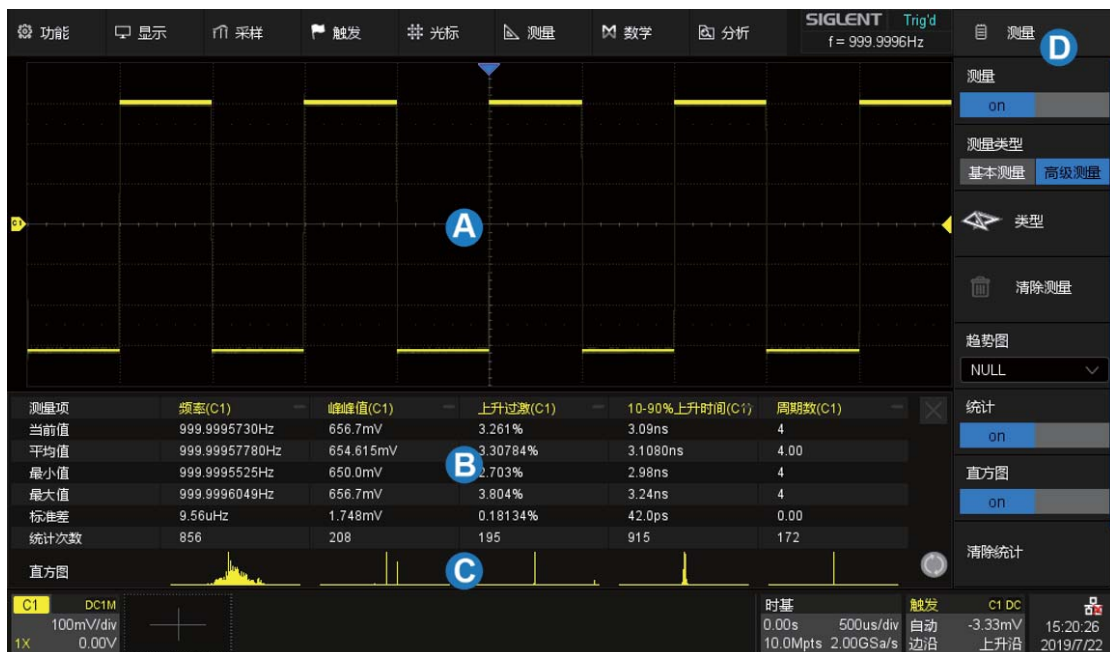 功能 显示 采样 触发 光标 测量 数学 分析 SIGLENT Trig'd
f = 999.9996Hz
测量
D
测量
on
测量类型
基本测量 高级测量
类型
清除测量
趋势图
NULL
统计
on
直方图
on
清除统计
C1
A
测量项 频率(C1) 峰峰值(C1) 上升过激(C1) 10-90%上升时间(C1) 周期数(C1)
当前值 999.9995730Hz 656.7mV 3.261% 3.09ns 4
平均值 999.99957780Hz 654.615mV 3.30784% 3.1080ns 4.00
B
最小值 999.9995525Hz 650.0mV 2.703% 2.98ns 4
最大值 999.9996049Hz 656.7mV 3.804% 3.24ns 4
标准差 9.56uHz 1.748mV 0.18134% 42.0ps 0.00
统计次数 856 208 195 915 172
直方图
C
C1 DC1M
100mV/div
1X 0.00V
时基
0.00s 500us/div
10.0Mpts 2.00GSa/s
触发 C1 DC
自动 -3.33mV
边沿 上升沿
15:20:26
2019/7/22